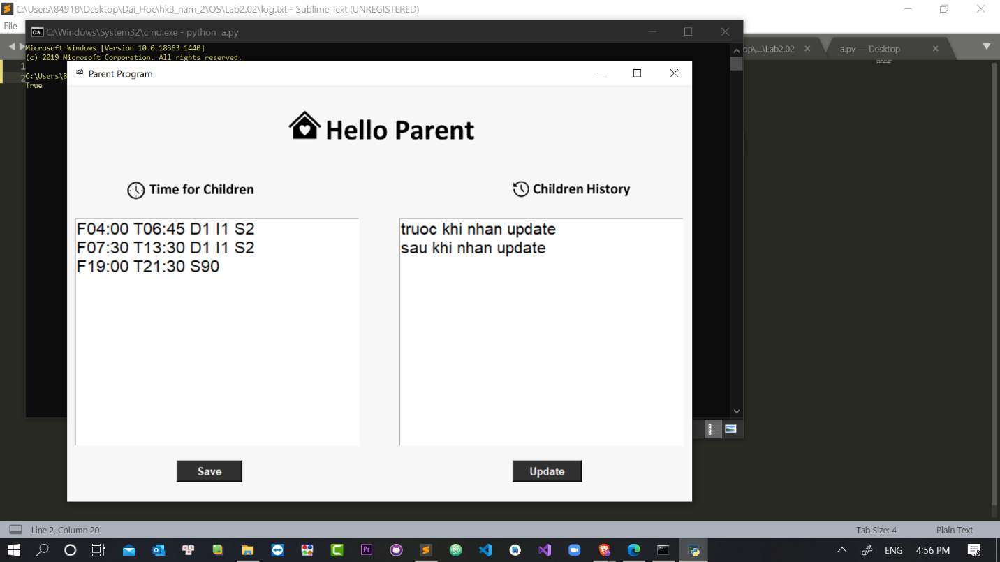 C:\Users\84918\Desktop\Dai_Hoc\hk3_nam_2\OS\Lab2.02\log.txt - Sublime Text (UNREGISTERED)
File
C:\Windows\System32\cmd.exe - python  a.py
Microsoft Windows [Version 10.0.18363.1440]
(c) 2019 Microsoft Corporation. All rights reserved.
op\...\Lab2.02
a.py — Desktop
1
2
C:\Users\8
True
Parent Program
Hello Parent
Time for Children
Children History
F04:00 T06:45 D1 I1 S2
F07:30 T13:30 D1 I1 S2
F19:00 T21:30 S90
truoc khi nhan update
sau khi nhan update
Save
Update
Line 2, Column 20
Tab Size: 4
Plain Text
ENG
4:56 PM